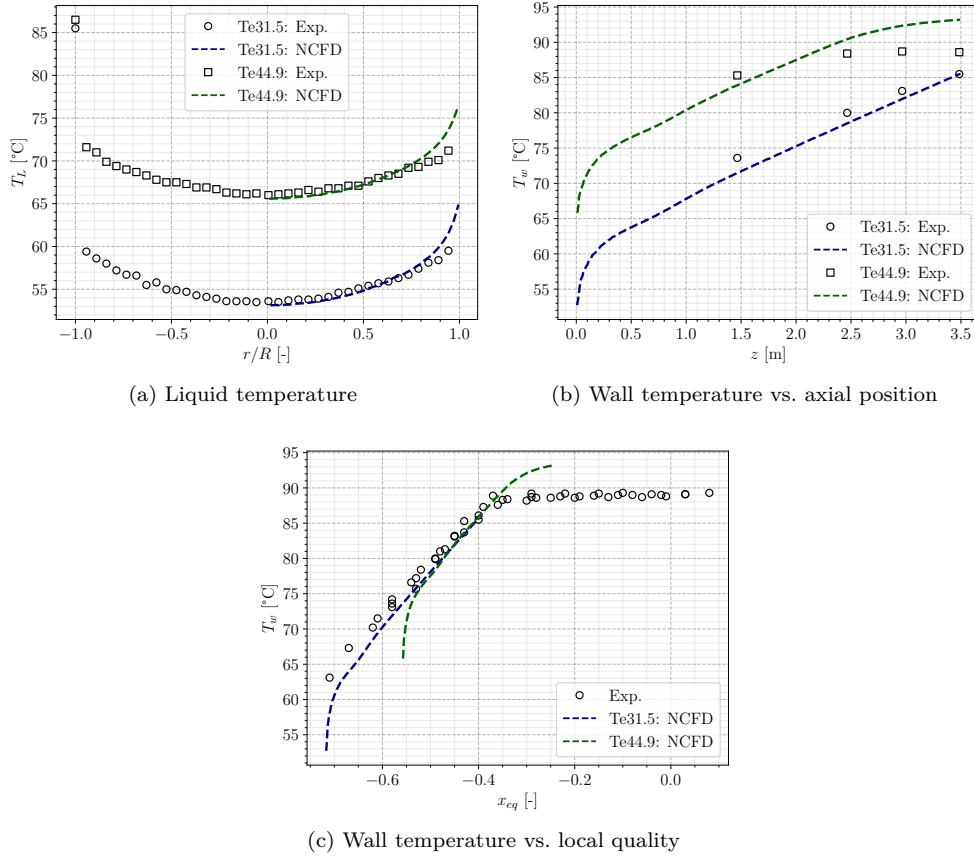 85
80
75
70
65
60
55
T_L [°C]
Te31.5: Exp.
Te31.5: NCFD
Te44.9: Exp.
Te44.9: NCFD
−1.0
−0.5
0.0
0.5
1.0
r/R [-]
(a) Liquid temperature
95
90
85
80
75
70
65
60
55
T_w [°C]
Te31.5: Exp.
Te31.5: NCFD
Te44.9: Exp.
Te44.9: NCFD
0.0
0.5
1.0
1.5
2.0
2.5
3.0
3.5
z [m]
(b) Wall temperature vs. axial position
95
90
85
80
75
70
65
60
55
T_w [°C]
Exp.
Te31.5: NCFD
Te44.9: NCFD
−0.6
−0.4
−0.2
0.0
x_eq [-]
(c) Wall temperature vs. local quality